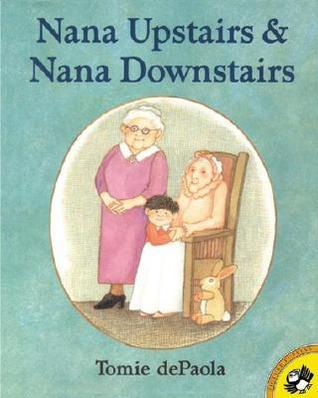 Nana Upstairs &
Nana Downstairs
Tomie dePaola